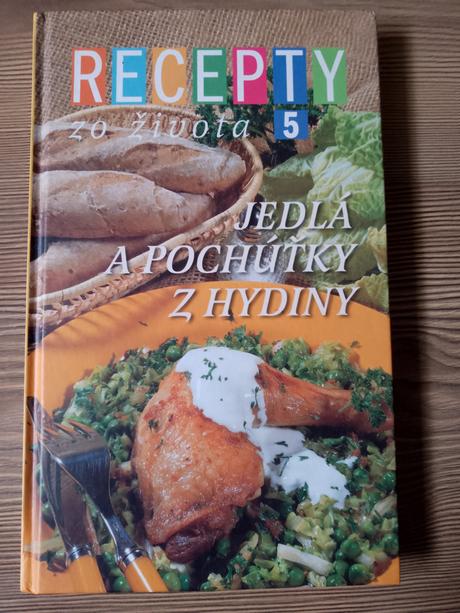 RECEPTY
zo života 5
JEDLÁ
A POCHÚŤKY
Z HYDINY